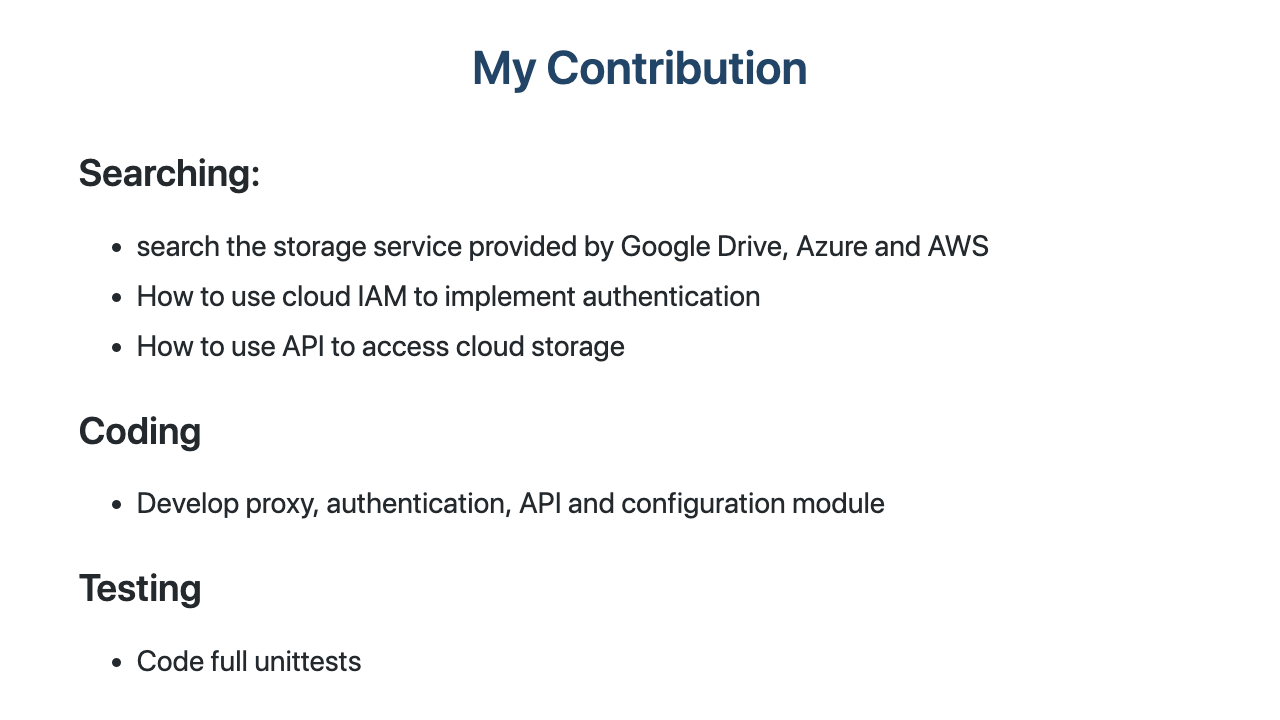 My Contribution
Searching:
• search the storage service provided by Google Drive, Azure and AWS
• How to use cloud IAM to implement authentication
• How to use API to access cloud storage
Coding
• Develop proxy, authentication, API and configuration module
Testing
• Code full unittests